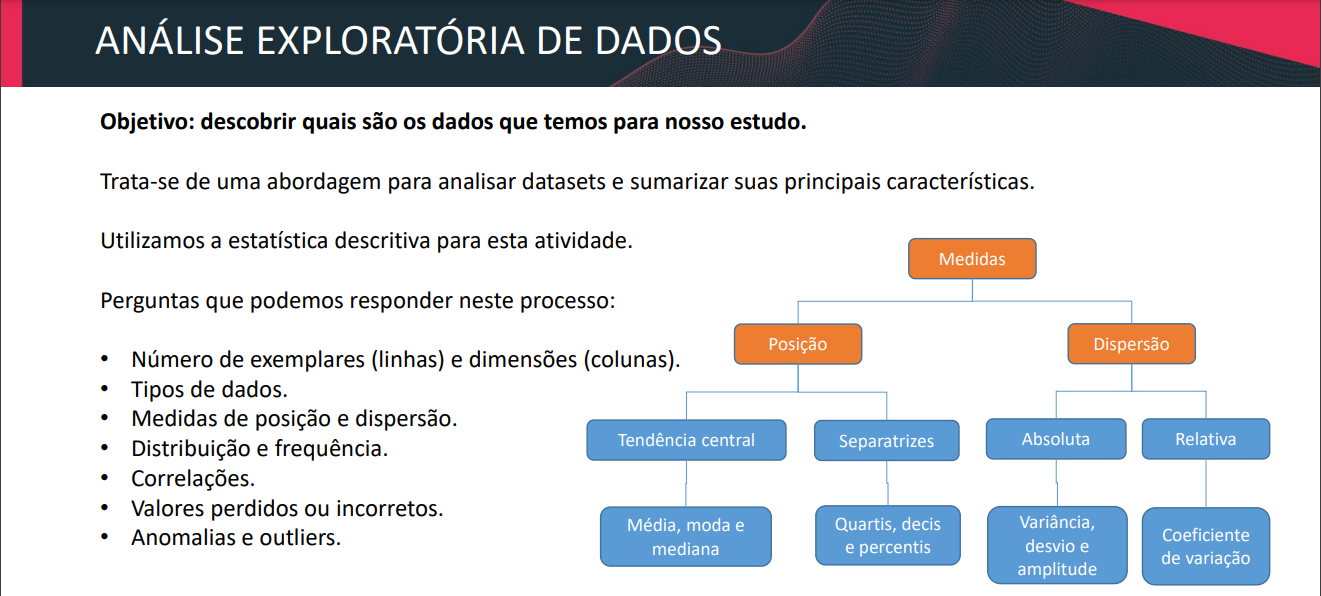 ANÁLISE EXPLORATÓRIA DE DADOS
Objetivo: descobrir quais são os dados que temos para nosso estudo.
Trata-se de uma abordagem para analisar datasets e sumarizar suas principais características.
Utilizamos a estatística descritiva para esta atividade.
Perguntas que podemos responder neste processo:
• Número de exemplares (linhas) e dimensões (colunas).
• Tipos de dados.
• Medidas de posição e dispersão.
• Distribuição e frequência.
• Correlações.
• Valores perdidos ou incorretos.
• Anomalias e outliers.
Medidas
Posição
Dispersão
Tendência central
Separatrizes
Absoluta
Relativa
Média, moda e
mediana
Quartis, decis
e percentis
Variância,
desvio e
amplitude
Coeficiente
de variação